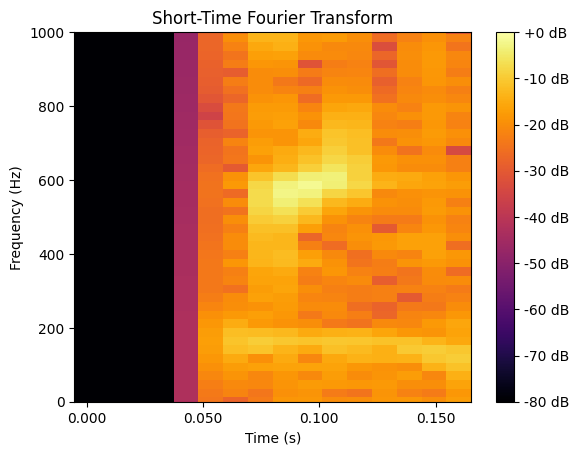 Short-Time Fourier Transform
Frequency (Hz)
1000
800
600
400
200
0
0.000
0.050
0.100
0.150
Time (s)
+0 dB
-10 dB
-20 dB
-30 dB
-40 dB
-50 dB
-60 dB
-70 dB
-80 dB